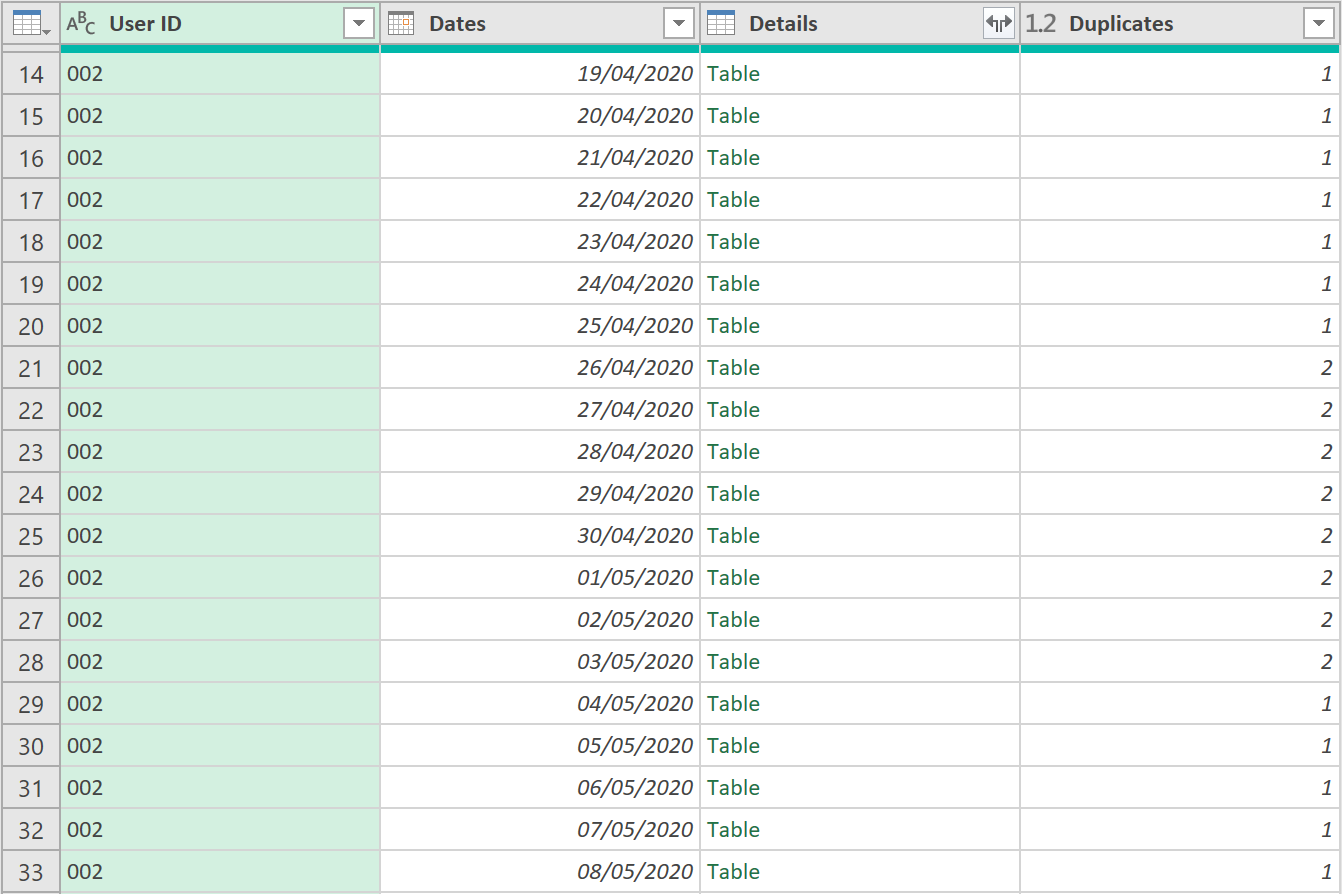 ABC User ID Dates Details 1.2 Duplicates
14 002 19/04/2020 Table 1
15 002 20/04/2020 Table 1
16 002 21/04/2020 Table 1
17 002 22/04/2020 Table 1
18 002 23/04/2020 Table 1
19 002 24/04/2020 Table 1
20 002 25/04/2020 Table 1
21 002 26/04/2020 Table 2
22 002 27/04/2020 Table 2
23 002 28/04/2020 Table 2
24 002 29/04/2020 Table 2
25 002 30/04/2020 Table 2
26 002 01/05/2020 Table 2
27 002 02/05/2020 Table 2
28 002 03/05/2020 Table 2
29 002 04/05/2020 Table 1
30 002 05/05/2020 Table 1
31 002 06/05/2020 Table 1
32 002 07/05/2020 Table 1
33 002 08/05/2020 Table 1